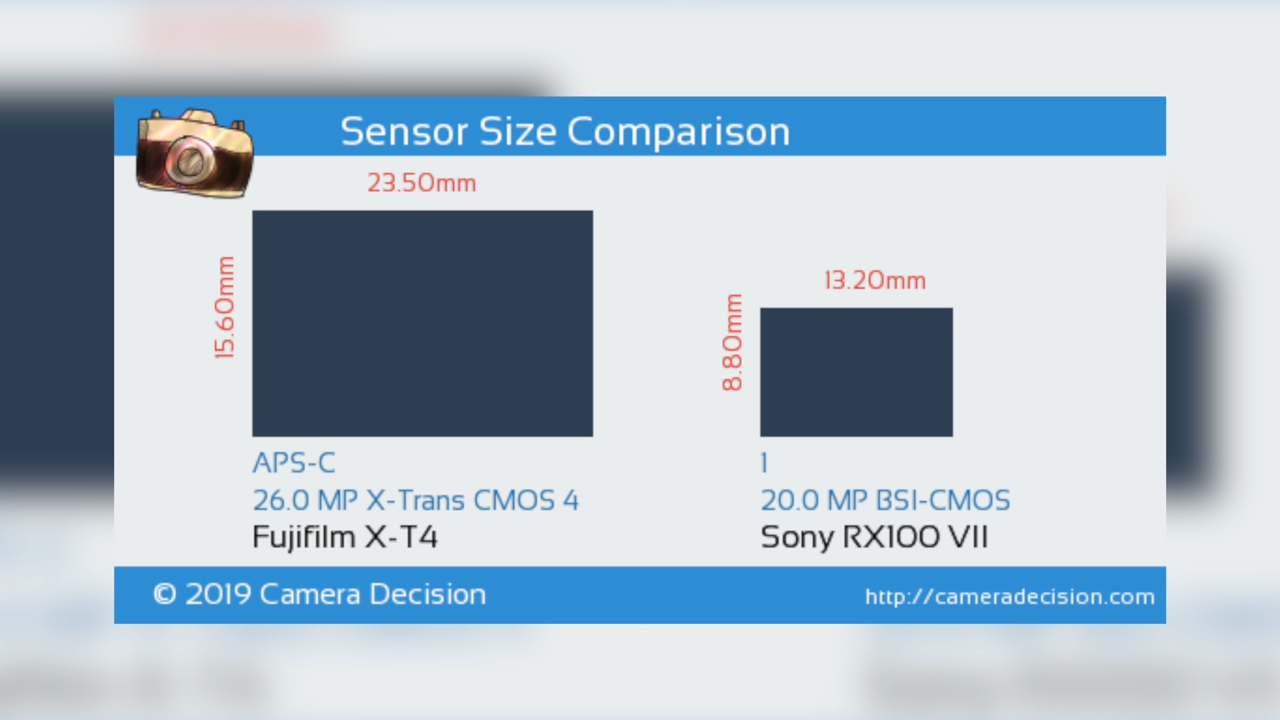 Sensor Size Comparison
23.50mm
15.60mm
13.20mm
8.80mm
APS-C
26.0 MP X-Trans CMOS 4
Fujifilm X-T4
1
20.0 MP BSI-CMOS
Sony RX100 VII
© 2019 Camera Decision
http://cameradecision.com